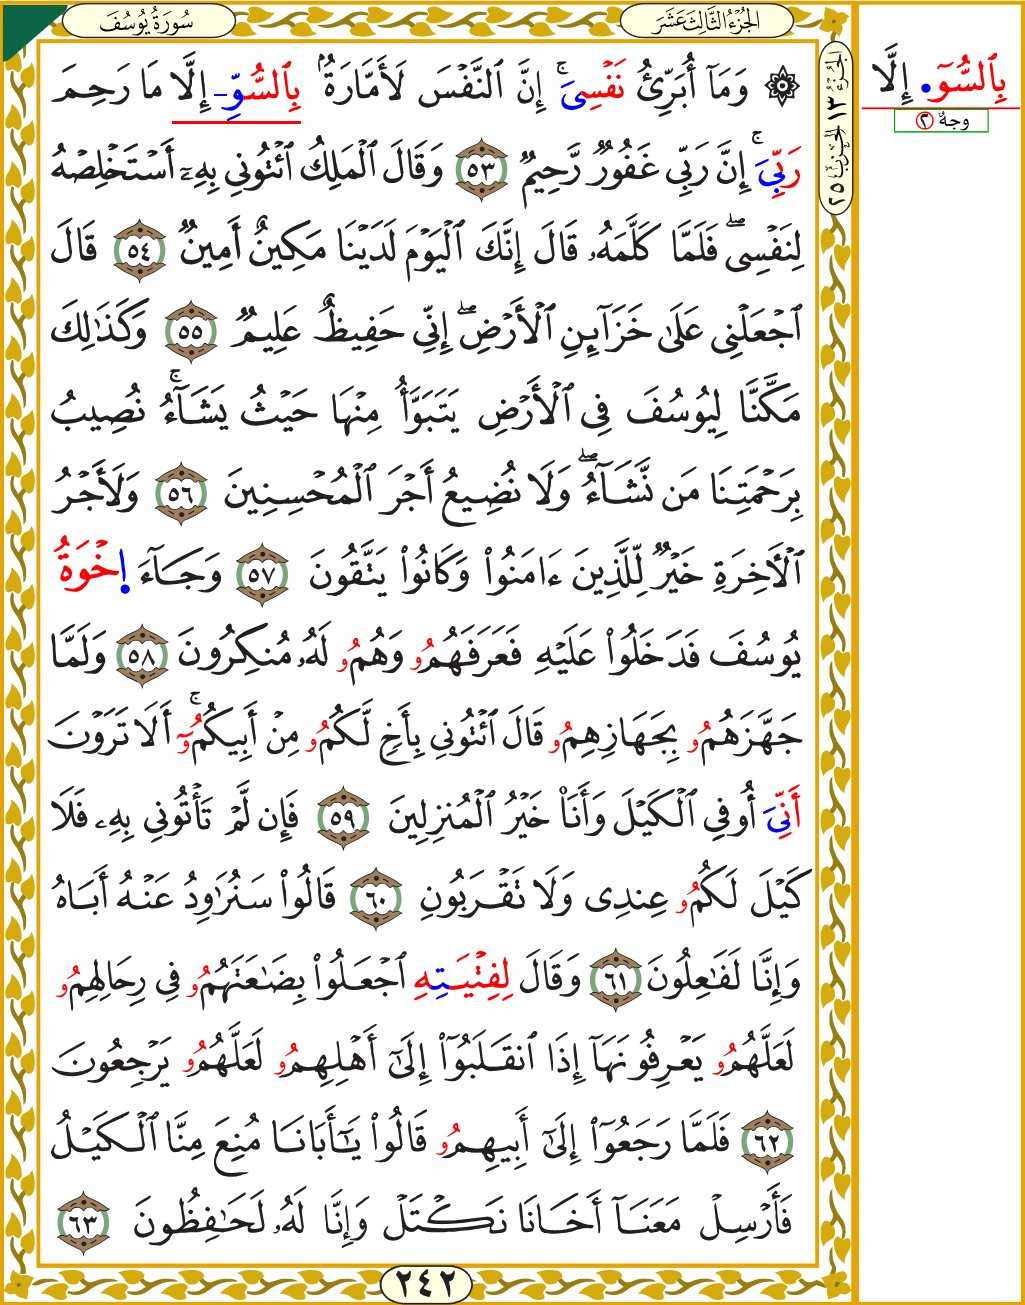 سُورَةُ يُوسُفَ
الجُزْءُ الثَّالِثَ عَشَرَ
الجُزْءُ ١٣ الحِزْبُ ٢٥
بِٱلسُّوٓ• إِلَّا
وجهٌ ٢
۞ وَمَآ أُبَرِّئُ نَفْسِىَ ۚ إِنَّ ٱلنَّفْسَ لَأَمَّارَةُۢ بِٱلسُّوِّ إِلَّا مَا رَحِمَ
رَبِّىَ ۚ إِنَّ رَبِّى غَفُورٌ رَّحِيمٌ ٥٣ وَقَالَ ٱلْمَلِكُ ٱئْتُونِى بِهِۦٓ أَسْتَخْلِصْهُ
لِنَفْسِى ۖ فَلَمَّا كَلَّمَهُۥ قَالَ إِنَّكَ ٱلْيَوْمَ لَدَيْنَا مَكِينٌ أَمِينٌ ٥٤ قَالَ
ٱجْعَلْنِى عَلَىٰ خَزَآئِنِ ٱلْأَرْضِ ۖ إِنِّى حَفِيظٌ عَلِيمٌ ٥٥ وَكَذَٰلِكَ
مَكَّنَّا لِيُوسُفَ فِى ٱلْأَرْضِ يَتَبَوَّأُ مِنْهَا حَيْثُ يَشَآءُ ۚ نُصِيبُ
بِرَحْمَتِنَا مَن نَّشَآءُ ۖ وَلَا نُضِيعُ أَجْرَ ٱلْمُحْسِنِينَ ٥٦ وَلَأَجْرُ
ٱلْأَخِرَةِ خَيْرٌ لِّلَّذِينَ ءَامَنُوا۟ وَكَانُوا۟ يَتَّقُونَ ٥٧ وَجَآءَ اِخْوَةُ
يُوسُفَ فَدَخَلُوا۟ عَلَيْهِ فَعَرَفَهُمُو وَهُمُو لَهُۥ مُنكِرُونَ ٥٨ وَلَمَّا
جَهَّزَهُمُو بِجَهَازِهِمُو قَالَ ٱئْتُونِى بِأَخٍ لَّكُمُو مِنْ أَبِيكُمُوٓ ۚ أَلَا تَرَوْنَ
أَنِّىَ أُوفِى ٱلْكَيْلَ وَأَنَا۠ خَيْرُ ٱلْمُنزِلِينَ ٥٩ فَإِن لَّمْ تَأْتُونِى بِهِۦ فَلَا
كَيْلَ لَكُمُو عِندِى وَلَا تَقْرَبُونِ ٦٠ قَالُوا۟ سَنُرَٰوِدُ عَنْهُ أَبَاهُ
وَإِنَّا لَفَٰعِلُونَ ٦١ وَقَالَ لِفِتْيَتِهِ ٱجْعَلُوا۟ بِضَٰعَتَهُمُو فِى رِحَالِهِمُو
لَعَلَّهُمُو يَعْرِفُونَهَآ إِذَا ٱنقَلَبُوٓا۟ إِلَىٰٓ أَهْلِهِمُو لَعَلَّهُمُو يَرْجِعُونَ
٦٢ فَلَمَّا رَجَعُوٓا۟ إِلَىٰٓ أَبِيهِمُو قَالُوا۟ يَٰٓأَبَانَا مُنِعَ مِنَّا ٱلْكَيْلُ
فَأَرْسِلْ مَعَنَآ أَخَانَا نَكْتَلْ وَإِنَّا لَهُۥ لَحَٰفِظُونَ ٦٣
٢٤٢